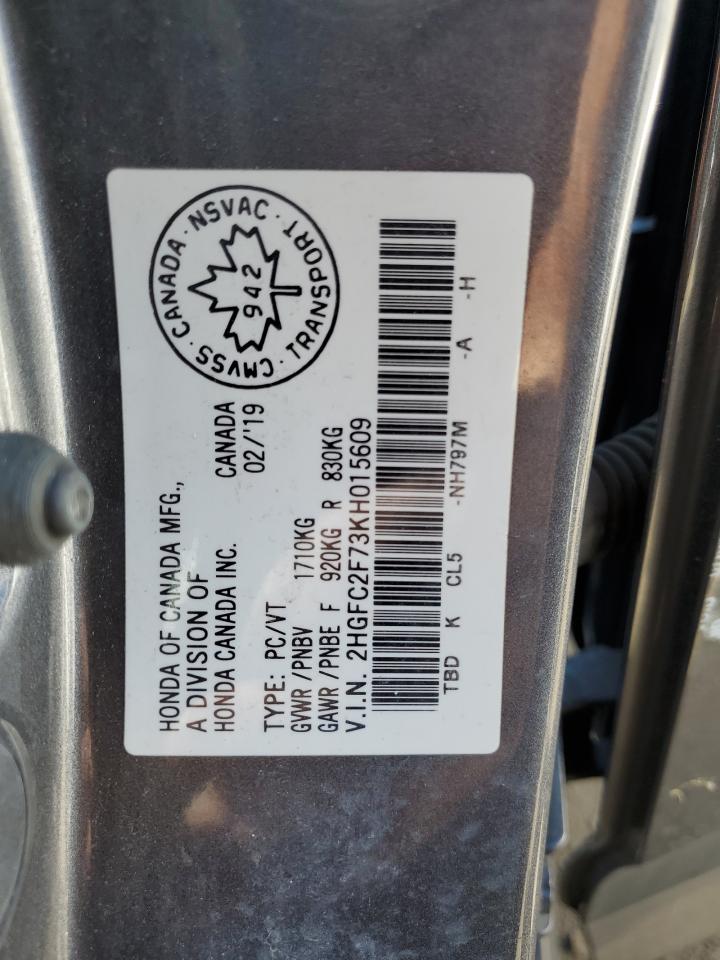 HONDA OF CANADA MFG.,
A DIVISION OF
HONDA CANADA INC. CANADA
02/'19
TYPE: PC/VT
GVWR/PNBV 1710KG
GAWR/PNBE F 920KG R 830KG
V.I.N. 2HGFC2F73KH015609
TBD K CL5 -NH797M -A -H
CMVSS · CANADA · NSVAC · TRANSPORT ·
942